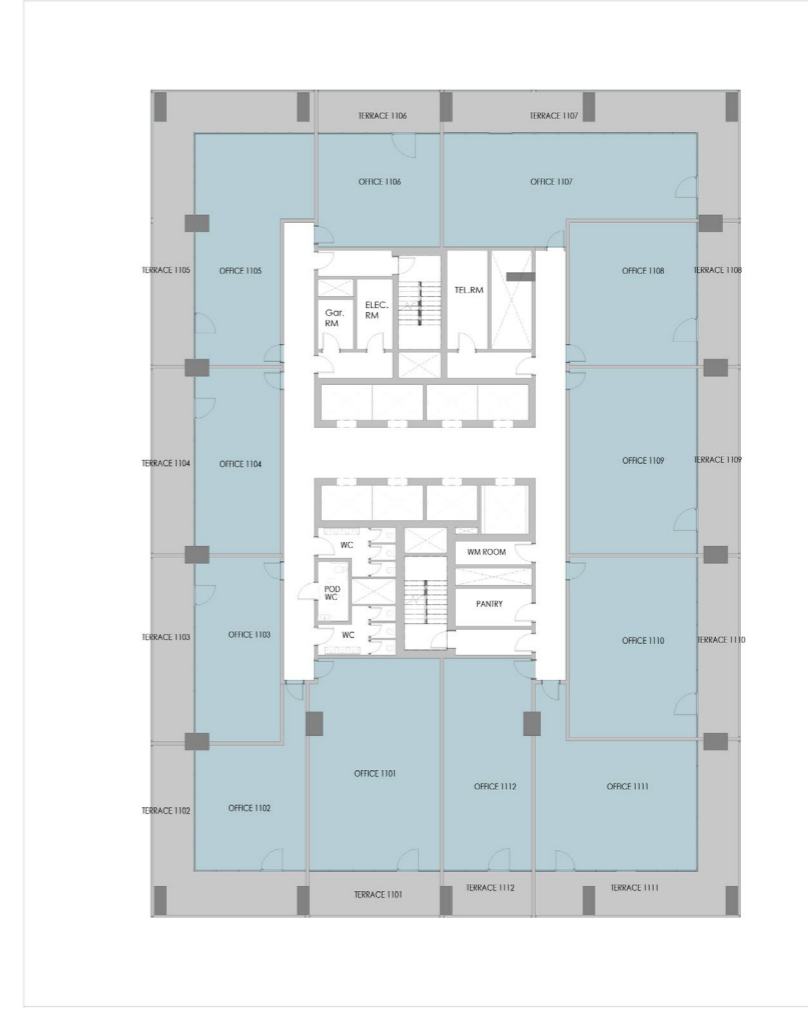 TERRACE 1106
TERRACE 1107
OFFICE 1106
OFFICE 1107
TERRACE 1105
OFFICE 1105
OFFICE 1108
TERRACE 1108
TEL.RM
ELEC.
RM
Gar.
RM
TERRACE 1104
OFFICE 1104
OFFICE 1109
TERRACE 1109
WC
WM ROOM
POD
WC
PANTRY
WC
TERRACE 1103
OFFICE 1103
OFFICE 1110
TERRACE 1110
OFFICE 1101
OFFICE 1112
OFFICE 1111
TERRACE 1102
OFFICE 1102
TERRACE 1101
TERRACE 1112
TERRACE 1111